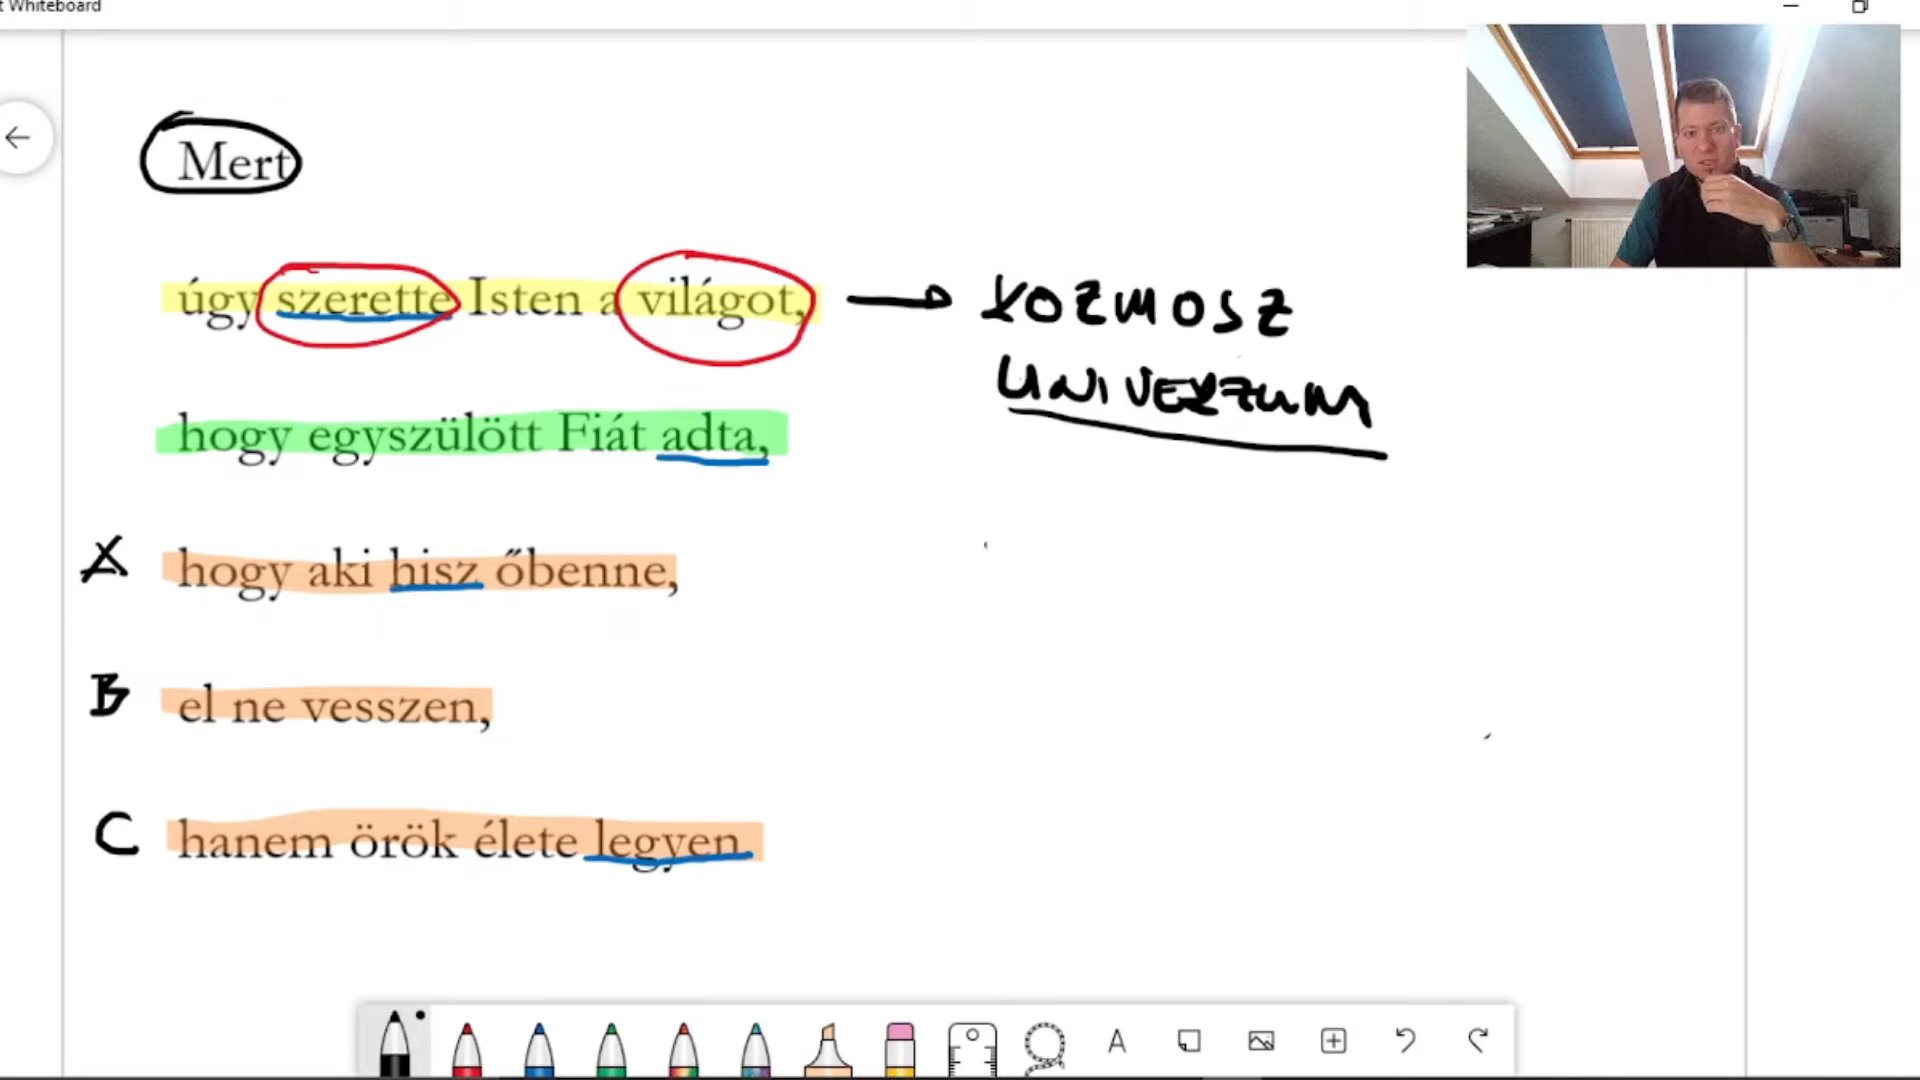 t Whiteboard
Mert
úgy szerette Isten a világot,
KOZMOSZ
UNIVERZUM
hogy egyszülött Fiát adta,
A hogy aki hisz őbenne,
B el ne vesszen,
C hanem örök élete legyen.
A